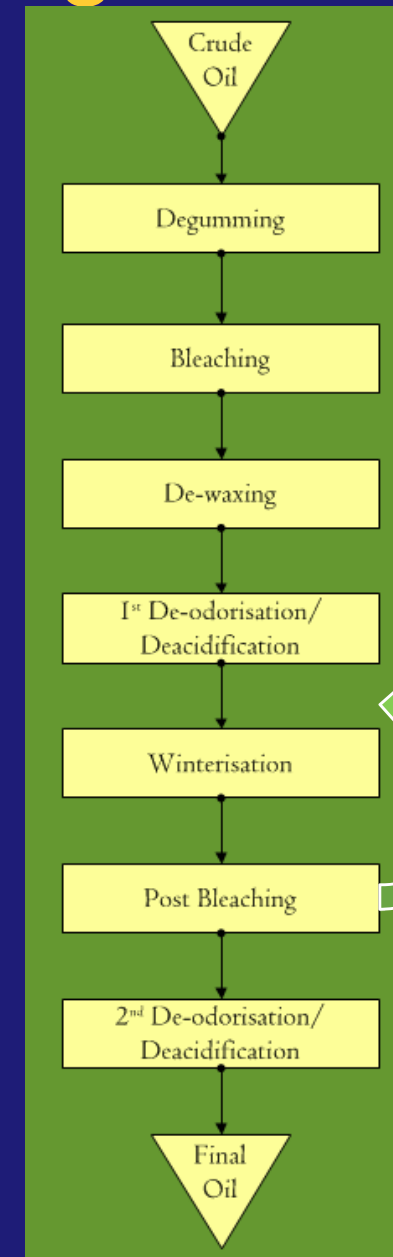 Crude
Oil
Degumming
Bleaching
De-waxing
1st De-odorisation/
Deacidification
Winterisation
Post Bleaching
2nd De-odorisation/
Deacidification
Final
Oil